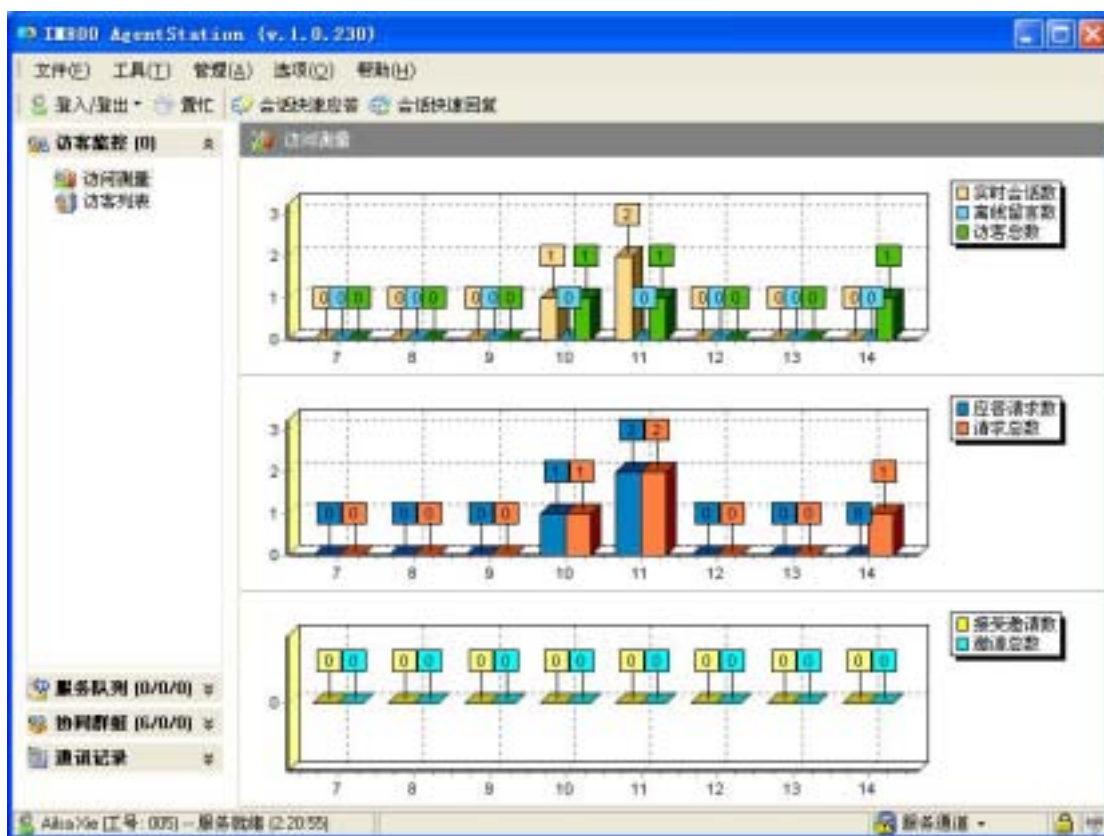 IM800 AgentStation (v.1.0.230)
文件(F) 工具(T) 管理(A) 选项(O) 帮助(H)
登入/登出 置忙 会话快速应答 会话快速回复
访客监控 (0)
访问测量
访客列表
服务队列 (0/0/0)
协同群组 (6/0/0)
通讯记录
访问测量
实时会话数
离线留言数
访客总数
3
2
1
0
0 0 0 0 0 0 0 0 0 1 0 1 2 0 1 0 0 0 0 0 0 0 0 1
7 8 9 10 11 12 13 14
应答请求数
请求总数
3
2
1
0
0 0 0 0 0 0 1 1 2 2 0 0 0 0 0 1
7 8 9 10 11 12 13 14
接受邀请数
邀请总数
0
0 0 0 0 0 0 0 0 0 0 0 0 0 0 0 0
7 8 9 10 11 12 13 14
Ailsa Xie [工号: 005] -- 服务就绪 (2:20:55)
服务通道